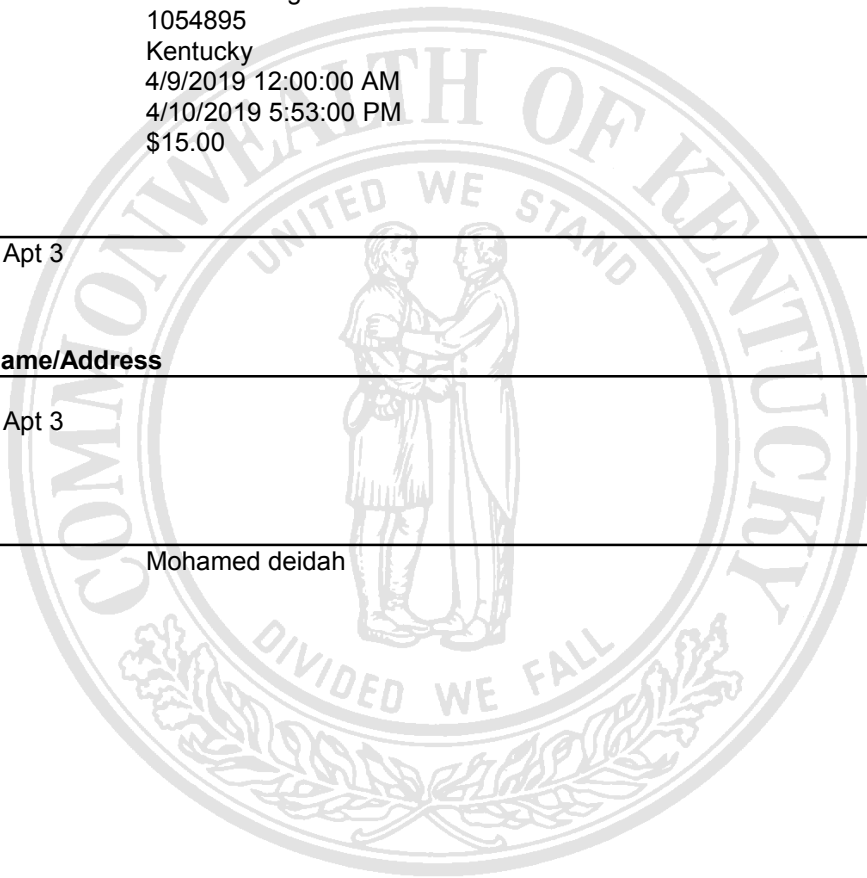 1054895
Kentucky
4/9/2019 12:00:00 AM
4/10/2019 5:53:00 PM
$15.00
COMMONWEALTH OF KENTUCKY
UNITED WE STAND
Apt 3
ame/Address
Apt 3
Mohamed deidah
DIVIDED WE FALL